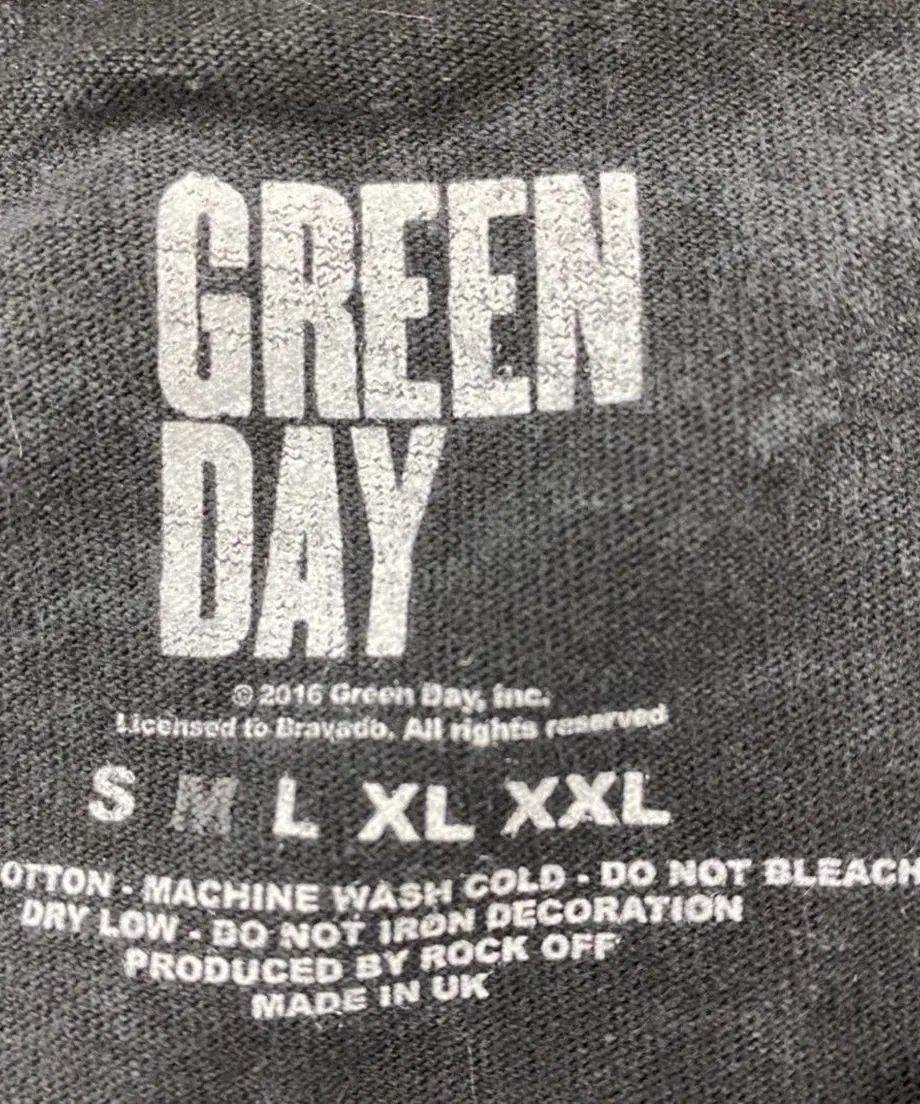 GREEN
DAY
© 2016 Green Day, Inc.
Licensed to Bravado. All rights reserved
S M L XL XXL
OTTON - MACHINE WASH COLD - DO NOT BLEACH
DRY LOW - DO NOT IRON DECORATION
PRODUCED BY ROCK OFF
MADE IN UK